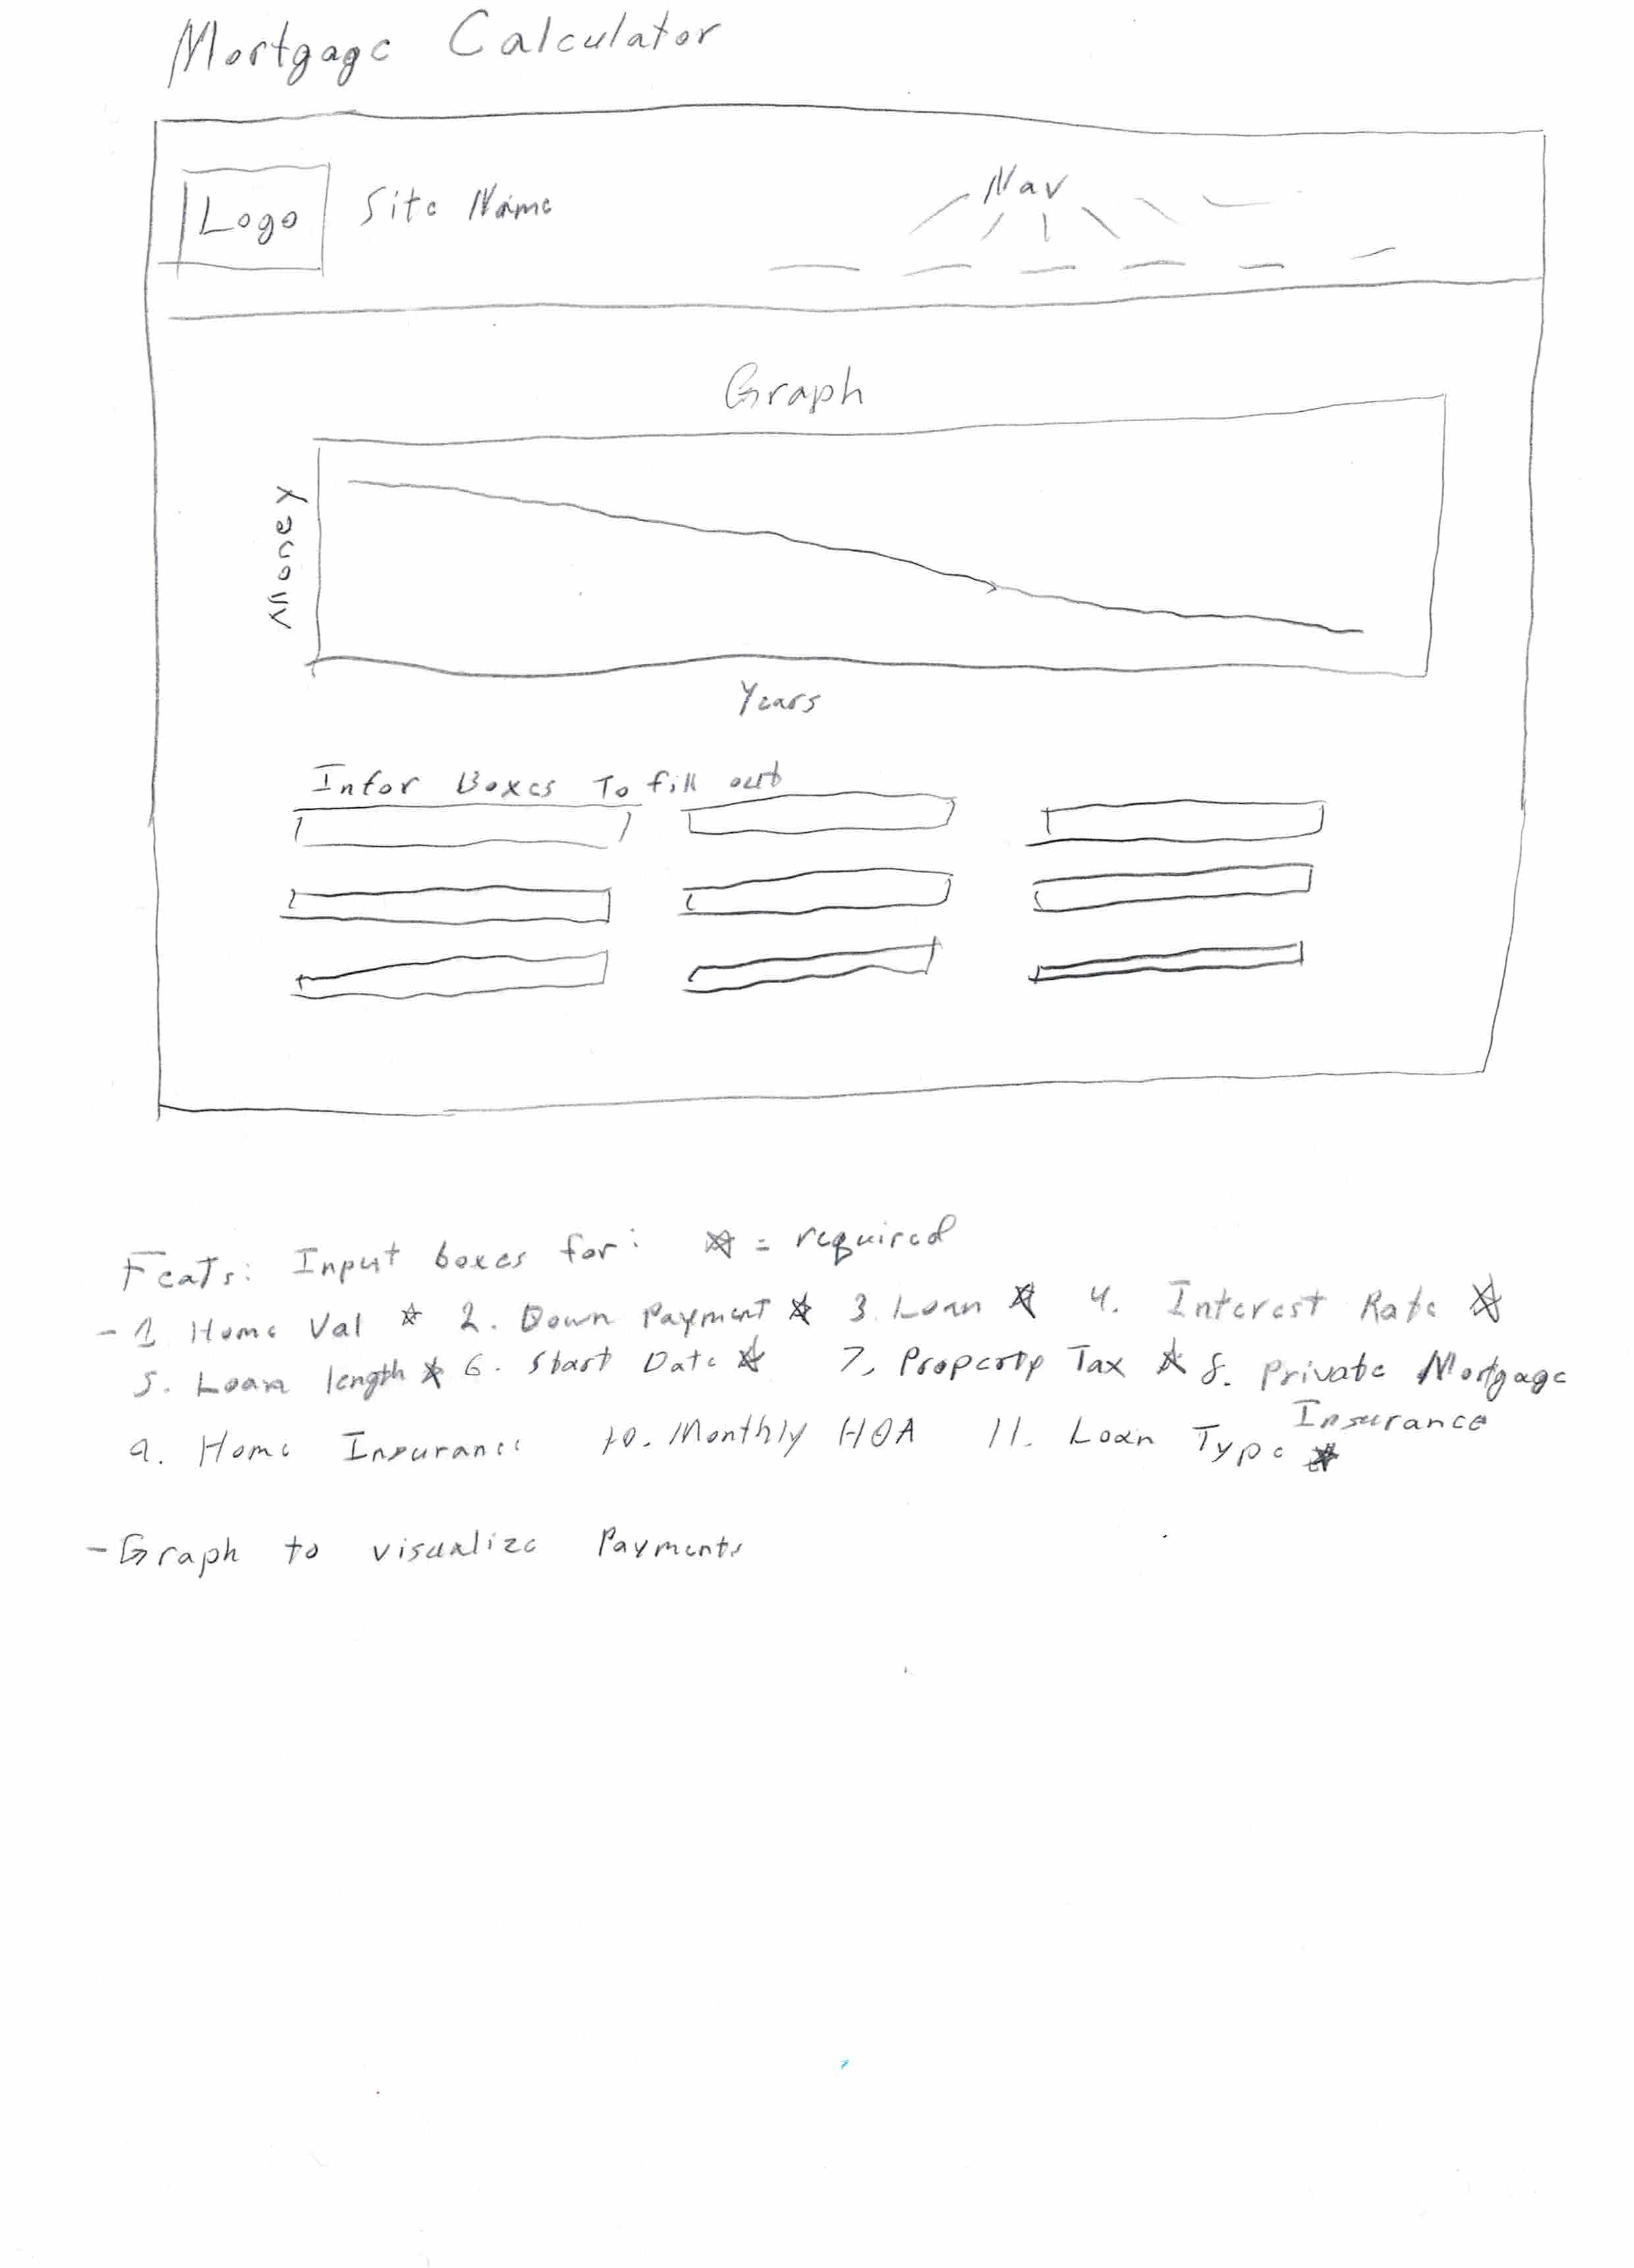 Mortgage Calculator
Logo Site Name Nav
Graph
Money
Years
Infor Boxes To fill out
Feats: Input boxes for: ☆ = required
- 1. Home Val ☆ 2. Down Payment ☆ 3. Loan ☆ 4. Interest Rate ☆
5. Loan length ☆ 6. Start Date ☆ 7. Property Tax ☆ 8. Private Mortgage
Insurance
9. Home Insurance 10. Monthly HOA 11. Loan Type ☆
- Graph to visualize Payments